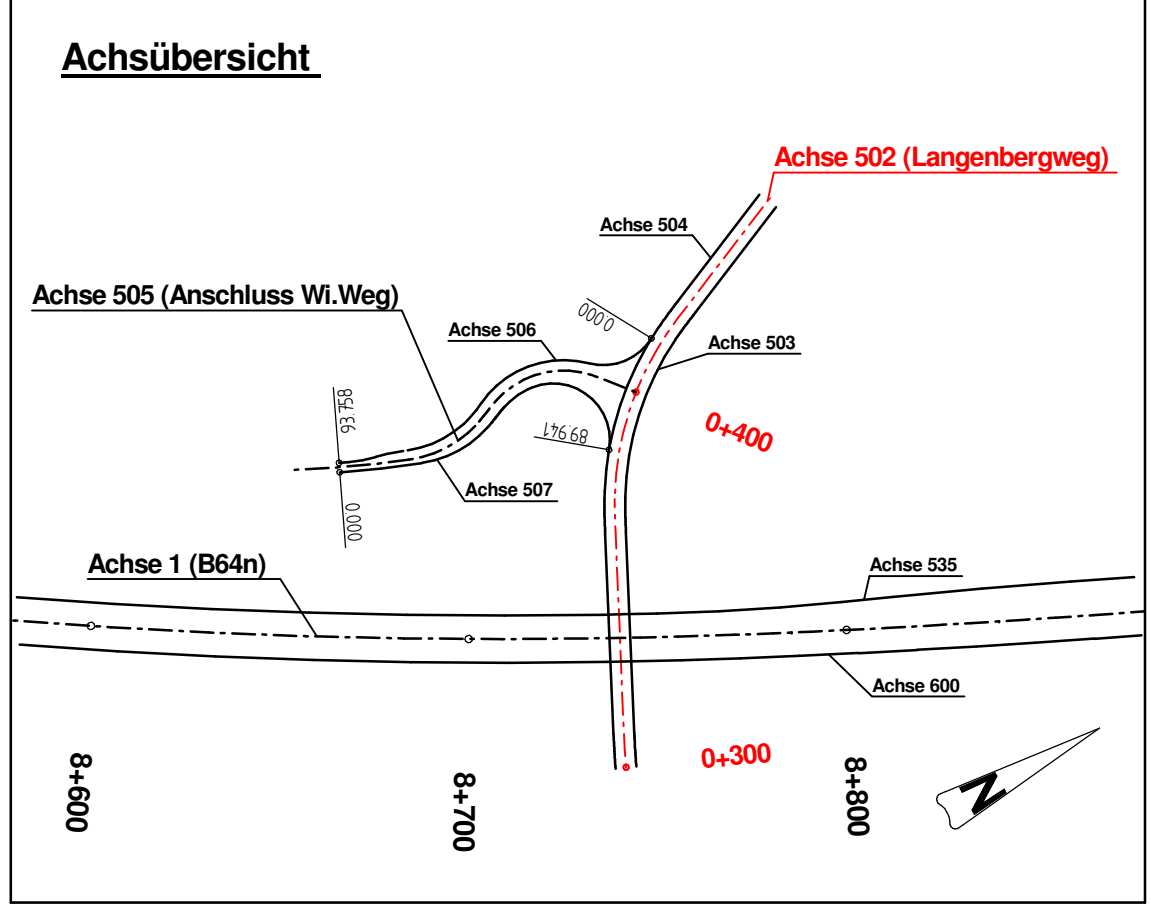 Achsübersicht
Achse 502 (Langenbergweg)
Achse 504
Achse 505 (Anschluss Wi.Weg)
0.000
Achse 506
Achse 503
93.758
0+400
89.941
Achse 507
0.000
Achse 1 (B64n)
Achse 535
Achse 600
0+300
8+600
8+700
8+800
N